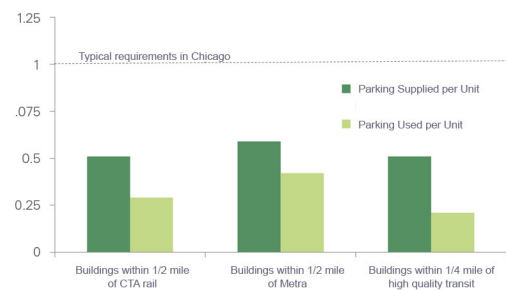 1.25
Typical requirements in Chicago
1
Parking Supplied per Unit
.075
Parking Used per Unit
0.5
0.25
0
Buildings within 1/2 mile
of CTA rail
Buildings within 1/2 mile
of Metra
Buildings within 1/4 mile of
high quality transit